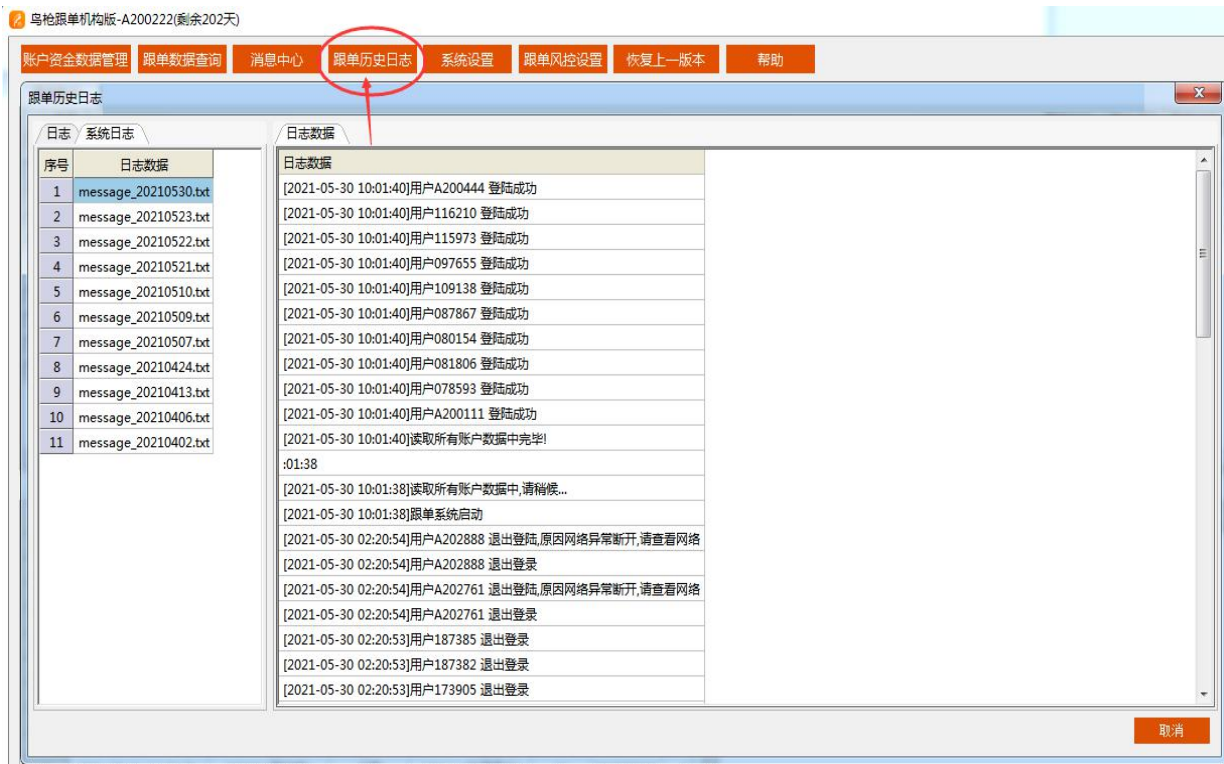 鸟枪跟单机构版-A200222(剩余202天)
账户资金数据管理 跟单数据查询 消息中心 跟单历史日志 系统设置 跟单风控设置 恢复上一版本 帮助
跟单历史日志
日志 系统日志
序号 日志数据
1 message_20210530.txt
2 message_20210523.txt
3 message_20210522.txt
4 message_20210521.txt
5 message_20210510.txt
6 message_20210509.txt
7 message_20210507.txt
8 message_20210424.txt
9 message_20210413.txt
10 message_20210406.txt
11 message_20210402.txt
日志数据
日志数据
[2021-05-30 10:01:40]用户A200444 登陆成功
[2021-05-30 10:01:40]用户116210 登陆成功
[2021-05-30 10:01:40]用户115973 登陆成功
[2021-05-30 10:01:40]用户097655 登陆成功
[2021-05-30 10:01:40]用户109138 登陆成功
[2021-05-30 10:01:40]用户087867 登陆成功
[2021-05-30 10:01:40]用户080154 登陆成功
[2021-05-30 10:01:40]用户081806 登陆成功
[2021-05-30 10:01:40]用户078593 登陆成功
[2021-05-30 10:01:40]用户A200111 登陆成功
[2021-05-30 10:01:40]读取所有账户数据中完毕!
:01:38
[2021-05-30 10:01:38]读取所有账户数据中,请稍候...
[2021-05-30 10:01:38]跟单系统启动
[2021-05-30 02:20:54]用户A202888 退出登陆,原因网络异常断开,请查看网络
[2021-05-30 02:20:54]用户A202888 退出登录
[2021-05-30 02:20:54]用户A202761 退出登陆,原因网络异常断开,请查看网络
[2021-05-30 02:20:54]用户A202761 退出登录
[2021-05-30 02:20:53]用户187385 退出登录
[2021-05-30 02:20:53]用户187382 退出登录
[2021-05-30 02:20:53]用户173905 退出登录
取消